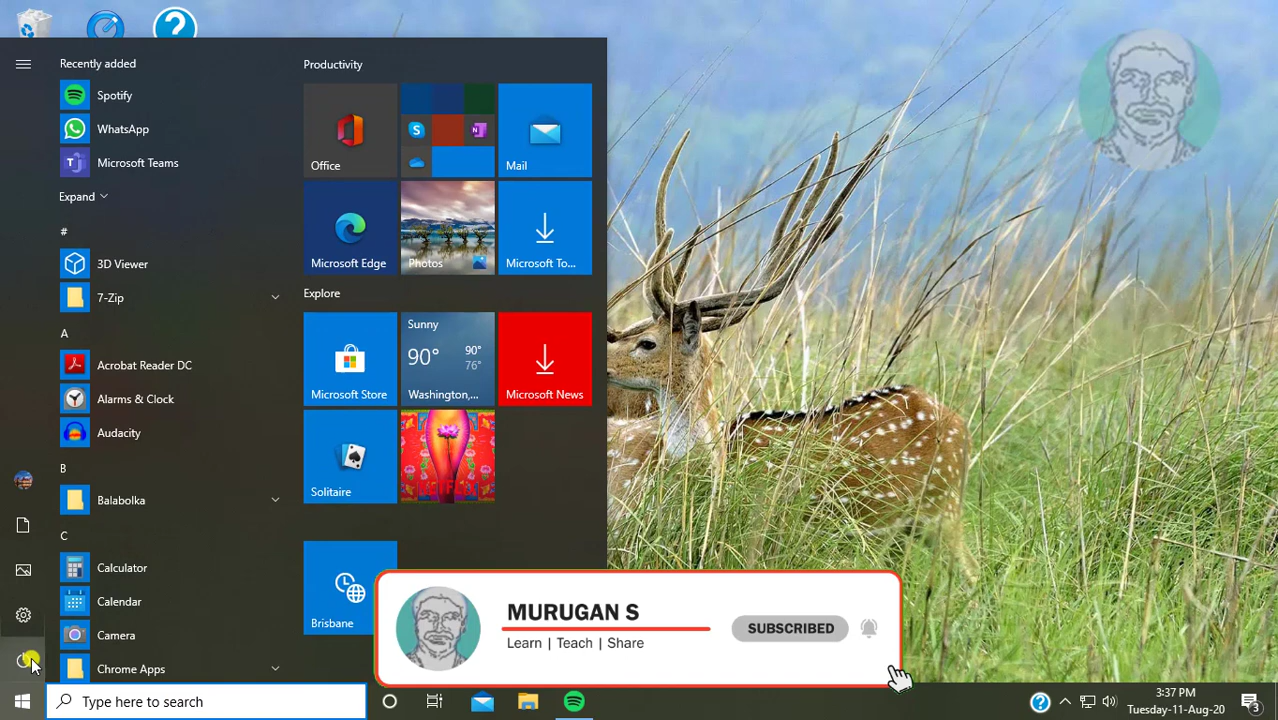 Recently added
Spotify
WhatsApp
Microsoft Teams
Expand
#
3D Viewer
7-Zip
A
Acrobat Reader DC
Alarms & Clock
Audacity
B
Balabolka
C
Calculator
Calendar
Camera
Chrome Apps
Productivity
Office
Mail
Microsoft Edge
Photos
Microsoft To...
Explore
Microsoft Store
Sunny
90° 90°
76°
Washington,...
Microsoft News
Solitaire
Brisbane
MURUGAN S
Learn | Teach | Share
SUBSCRIBED
Type here to search
3:37 PM
Tuesday-11-Aug-20
3